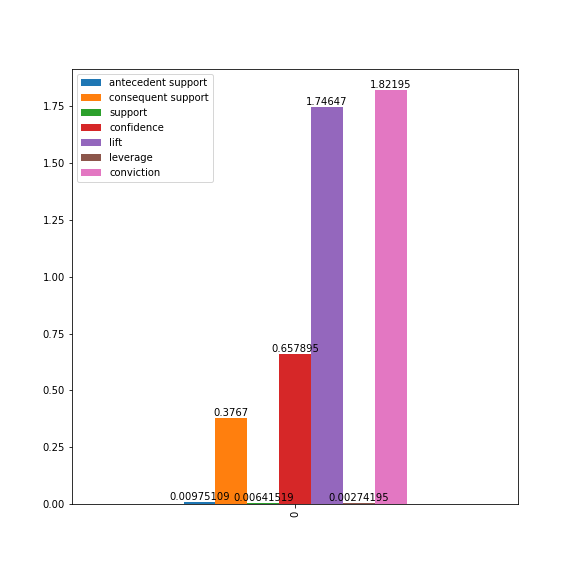 antecedent support
consequent support
support
confidence
lift
leverage
conviction
1.82195
1.74647
0.657895
0.3767
0.00975109
0.00641519
0.00274195
1.75
1.50
1.25
1.00
0.75
0.50
0.25
0.00
0